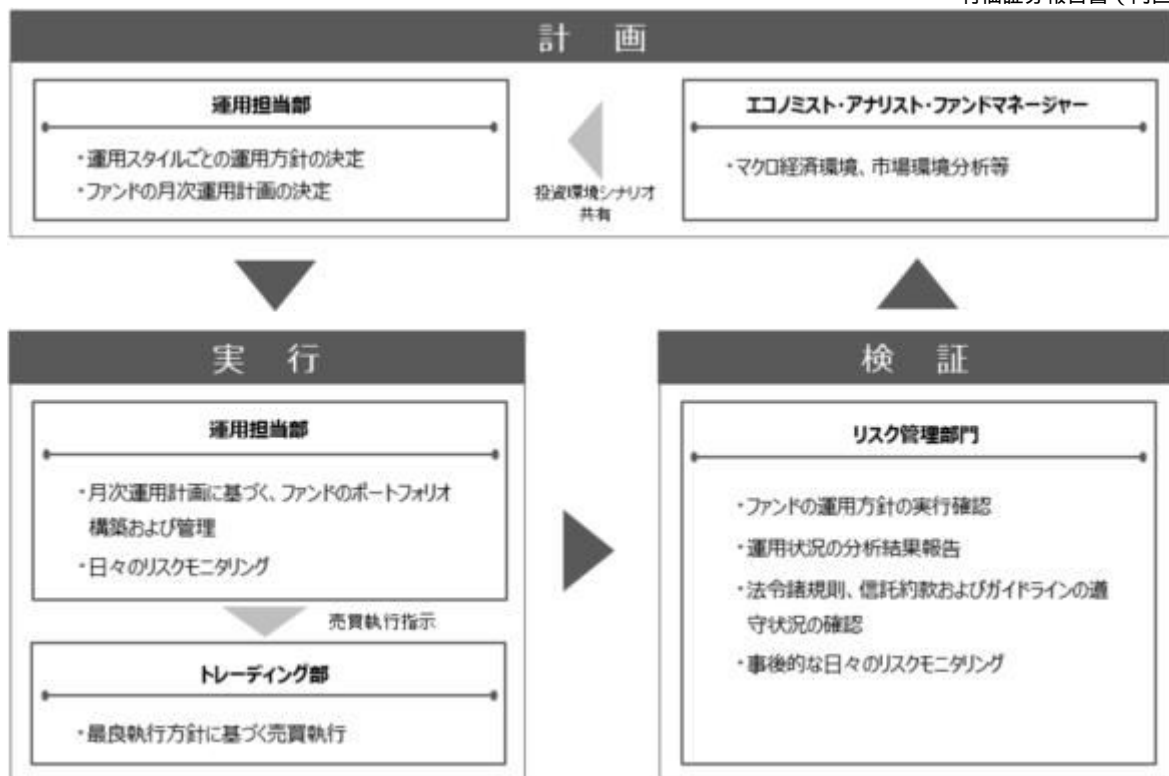 計 画
運用担当部
・運用スタイルごとの運用方針の決定
・ファンドの月次運用計画の決定
投資環境シナリオ
共有
エコノミスト・アナリスト・ファンドマネージャー
・マクロ経済環境、市場環境分析等
実 行
運用担当部
・月次運用計画に基づく、ファンドのポートフォリオ
構築および管理
・日々のリスクモニタリング
売買執行指示
トレーディング部
・最良執行方針に基づく売買執行
検 証
リスク管理部門
・ファンドの運用方針の実行確認
・運用状況の分析結果報告
・法令諸規則、信託約款およびガイドラインの遵
守状況の確認
・事後的な日々のリスクモニタリング